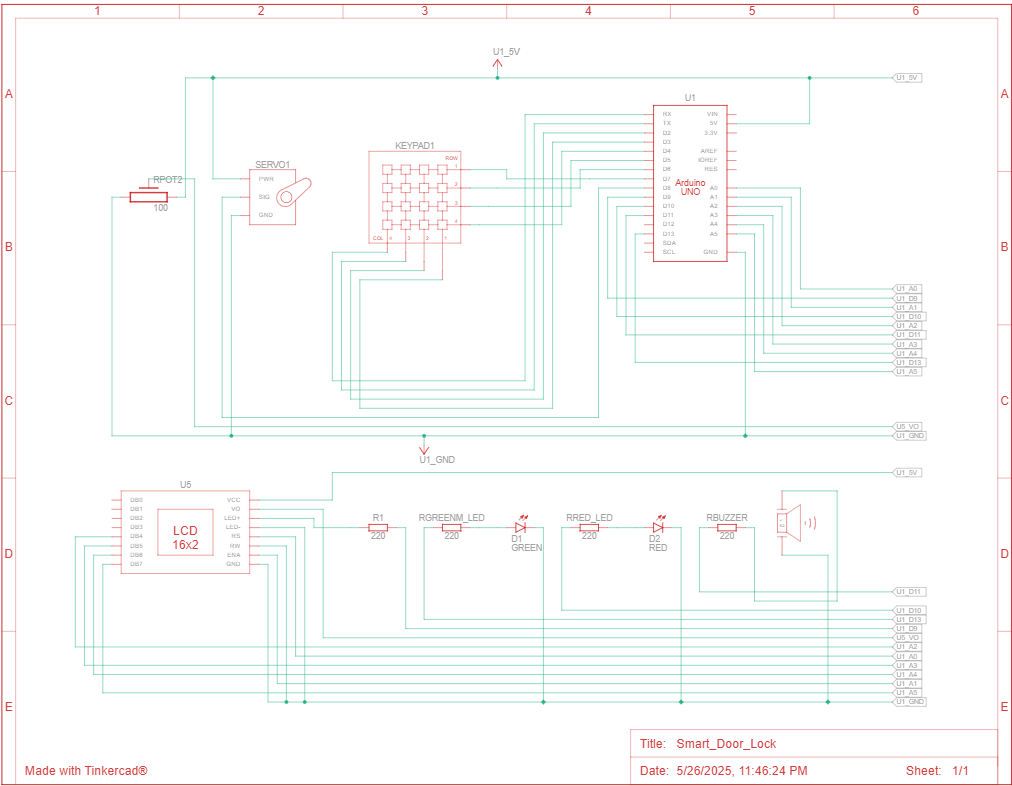 1 2 3 4 5 6
U1_5V
A U1_5V A
U1
RX VIN
TX 5V
D2 3.3V
D3
D4 AREF
D5 IOREF
D6 RES
D7
D8 A0
D9 A1
D10 A2
D11 A3
D12 A4
D13 A5
SDA
SCL GND
Arduino
UNO
KEYPAD1
ROW
1
2
3
4
COL 4 3 2 1
SERVO1
PWR
SIG
GND
RPOT2
100
B B
U1_A0
U1_D9
U1_A1
U1_D10
U1_A2
U1_D11
U1_A3
U1_A4
U1_D13
U1_A5
C C
U5_VO
U1_GND
U1_GND
U1_5V
U5
DB0 VCC
DB1 VO
DB2 LED+
DB3 LED-
DB4 RS
DB5 RW
DB6 ENA
DB7 GND
LCD
16x2
R1
220
RGREENM_LED
220
D1
GREEN
RRED_LED
220
D2
RED
RBUZZER
220
D D
U1_D11
U1_D10
U1_D13
U1_D9
U5_VO
U1_A2
U1_A0
U1_A3
U1_A4
U1_A1
U1_A5
U1_GND
E E
Title: Smart_Door_Lock
Made with Tinkercad®
Date: 5/26/2025, 11:46:24 PM Sheet: 1/1